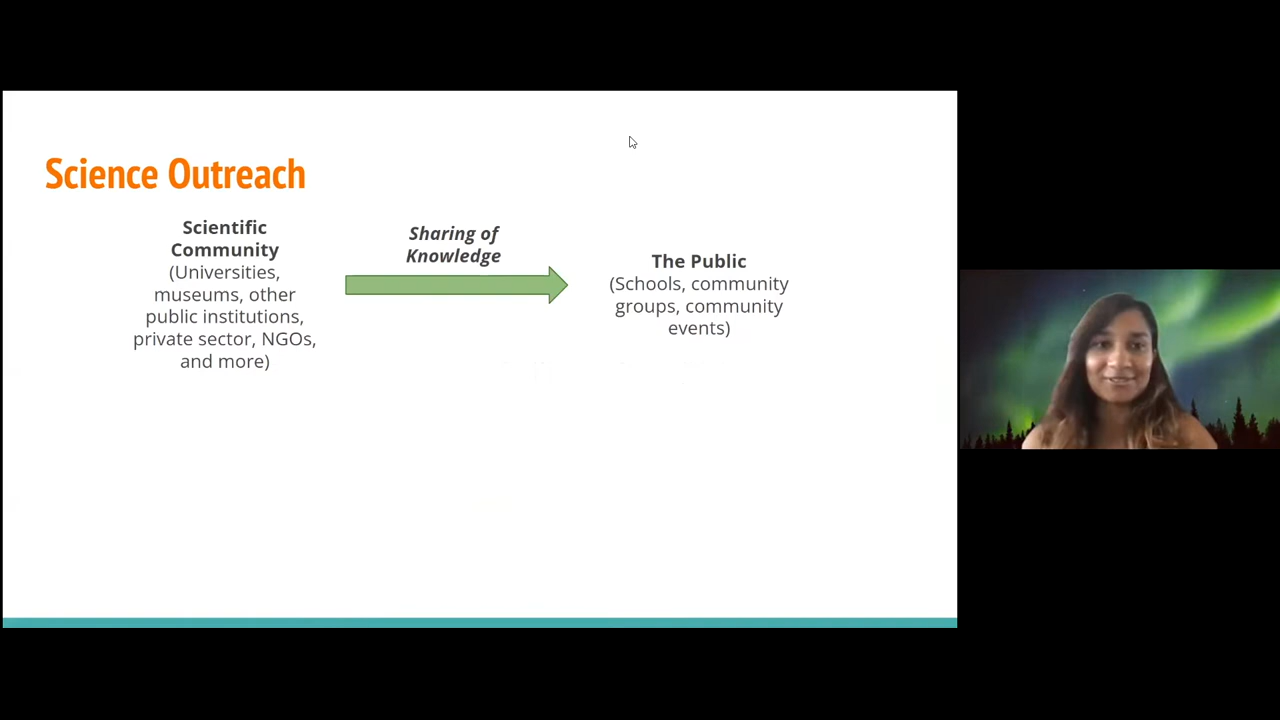 Science Outreach
Scientific
Community
(Universities,
museums, other
public institutions,
private sector, NGOs,
and more)
Sharing of
Knowledge
The Public
(Schools, community
groups, community
events)